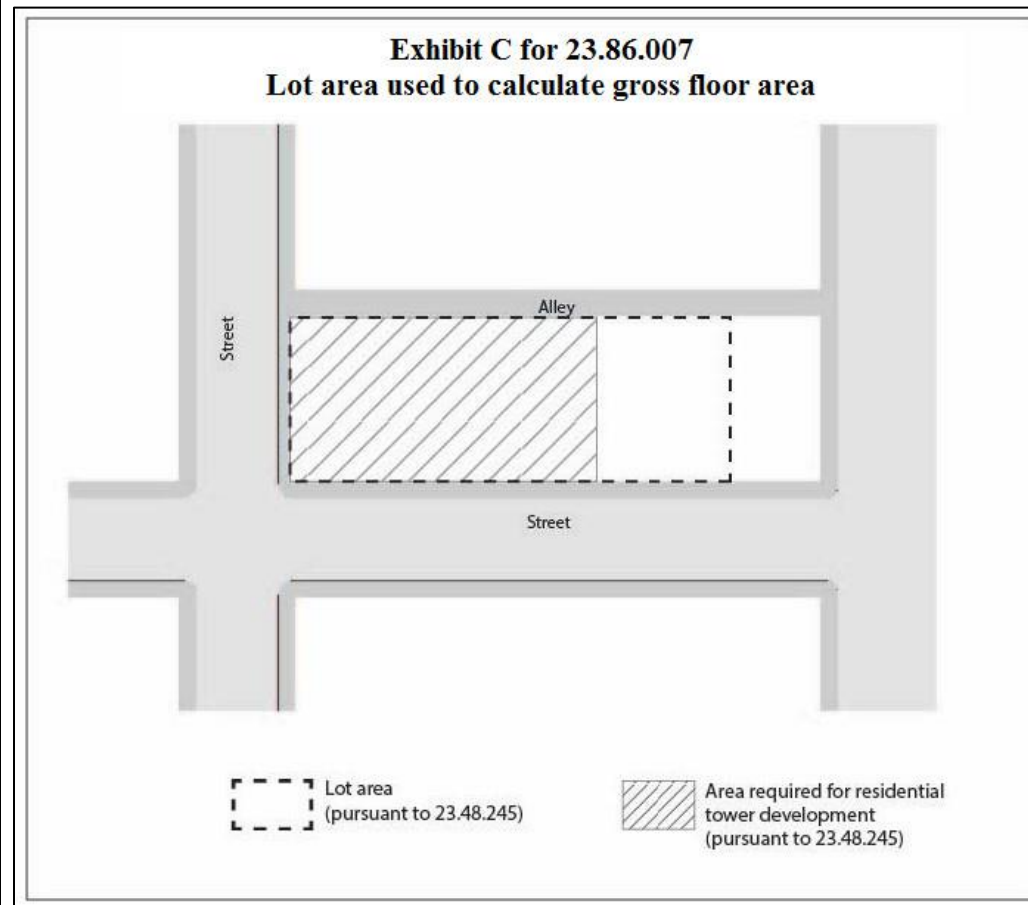 Exhibit C for 23.86.007
Lot area used to calculate gross floor area
Alley
Street
Street
Lot area
(pursuant to 23.48.245)
Area required for residential
tower development
(pursuant to 23.48.245)